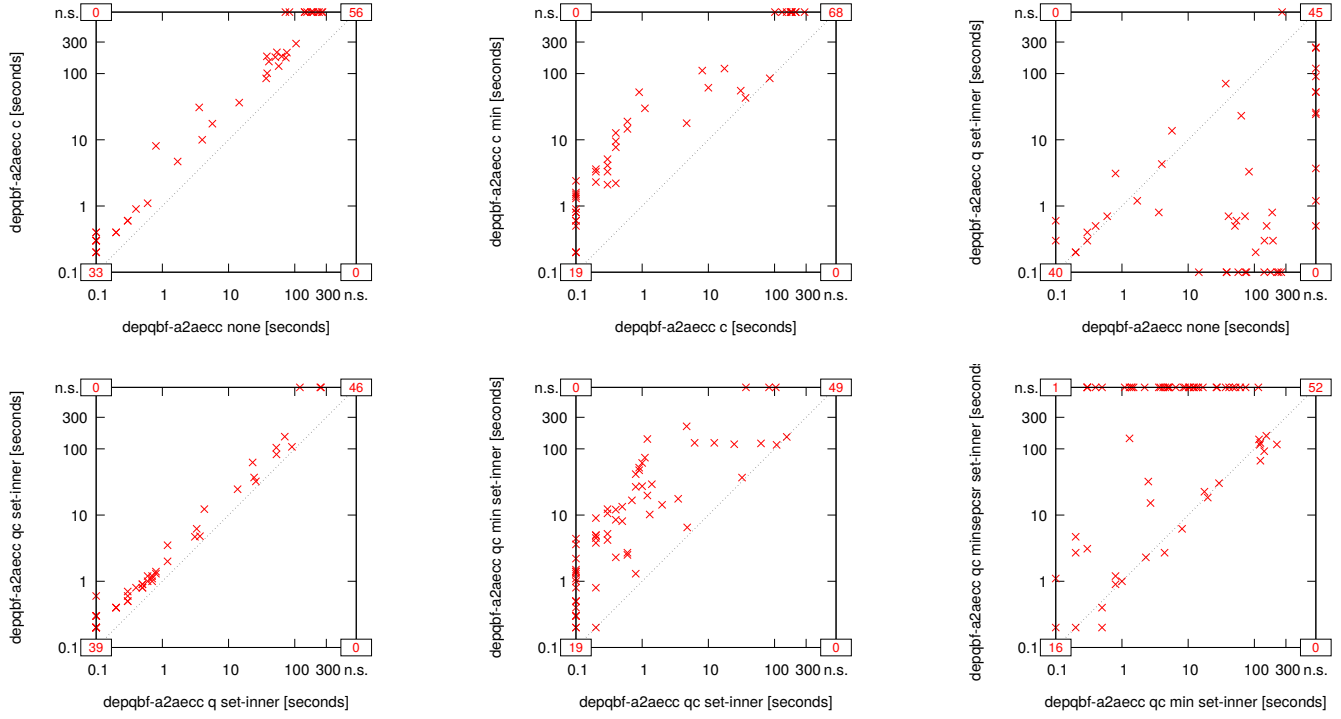 n.s. 0 56
300
100
10
1
0.1 33 0
0.1 1 10 100 300 n.s.
depqbf-a2aecc c [seconds]
depqbf-a2aecc none [seconds]
n.s. 0 68
300
100
10
1
0.1 19 0
0.1 1 10 100 300 n.s.
depqbf-a2aecc c min [seconds]
depqbf-a2aecc c [seconds]
n.s. 0 45
300
100
10
1
0.1 40 0
0.1 1 10 100 300 n.s.
depqbf-a2aecc q set-inner [seconds]
depqbf-a2aecc none [seconds]
n.s. 0 46
300
100
10
1
0.1 39 0
0.1 1 10 100 300 n.s.
depqbf-a2aecc qc set-inner [seconds]
depqbf-a2aecc q set-inner [seconds]
n.s. 0 49
300
100
10
1
0.1 19 0
0.1 1 10 100 300 n.s.
depqbf-a2aecc qc min set-inner [seconds]
depqbf-a2aecc qc set-inner [seconds]
n.s. 1 52
300
100
10
1
0.1 16 0
0.1 1 10 100 300 n.s.
depqbf-a2aecc qc minsepcsr set-inner [second
depqbf-a2aecc qc min set-inner [seconds]